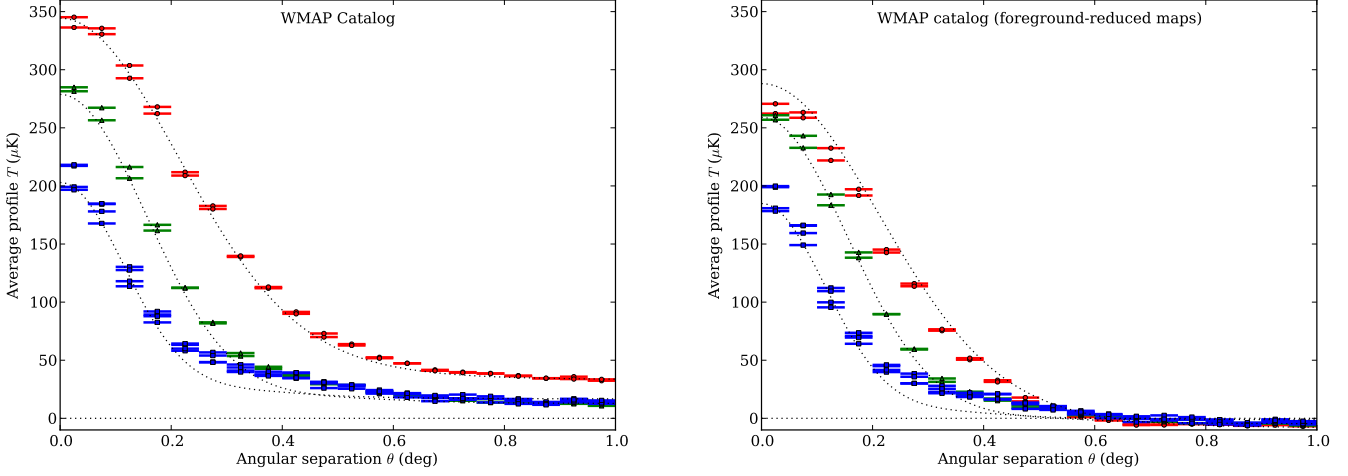 WMAP Catalog
350
300
250
200
150
100
50
0
Average profile T (μK)
0.0 0.2 0.4 0.6 0.8 1.0
Angular separation θ (deg)
WMAP catalog (foreground-reduced maps)
350
300
250
200
150
100
50
0
Average profile T (μK)
0.0 0.2 0.4 0.6 0.8 1.0
Angular separation θ (deg)